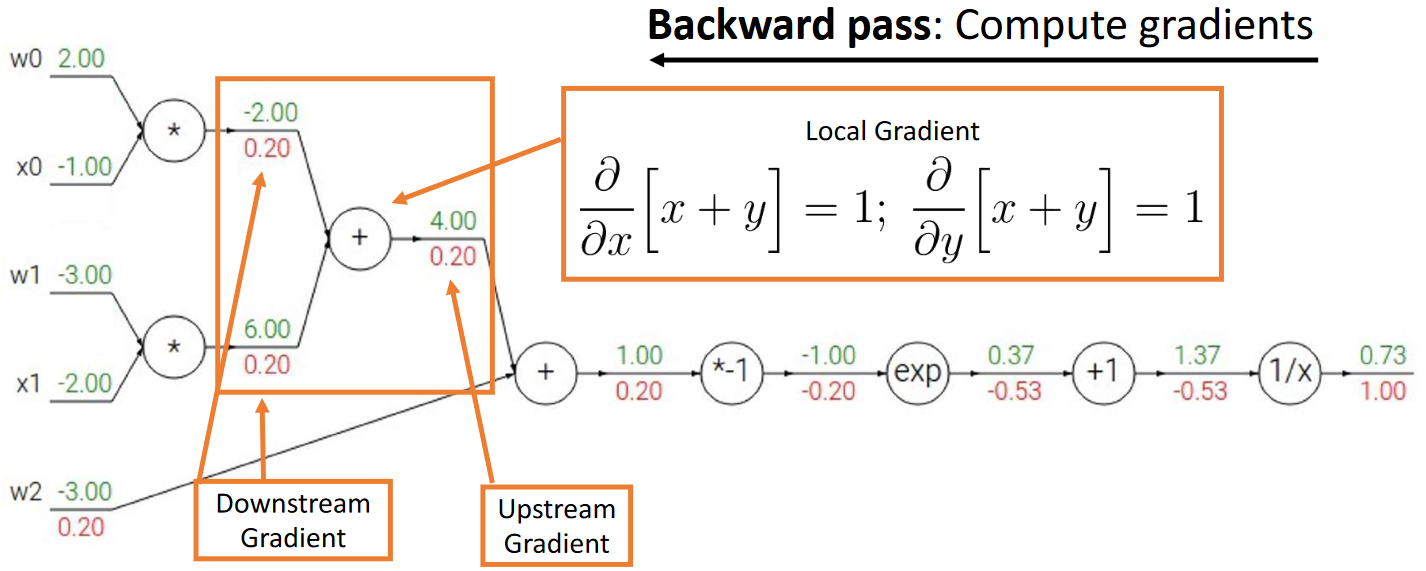 Backward pass: Compute gradients
w0 2.00
x0 -1.00
*
-2.00
0.20
w1 -3.00
x1 -2.00
*
6.00
0.20
+
4.00
0.20
Local Gradient
∂/∂x [x + y] = 1; ∂/∂y [x + y] = 1
w2 -3.00
0.20
+
1.00
0.20
*-1
-1.00
-0.20
exp
0.37
-0.53
+1
1.37
-0.53
1/x
0.73
1.00
Downstream
Gradient
Upstream
Gradient